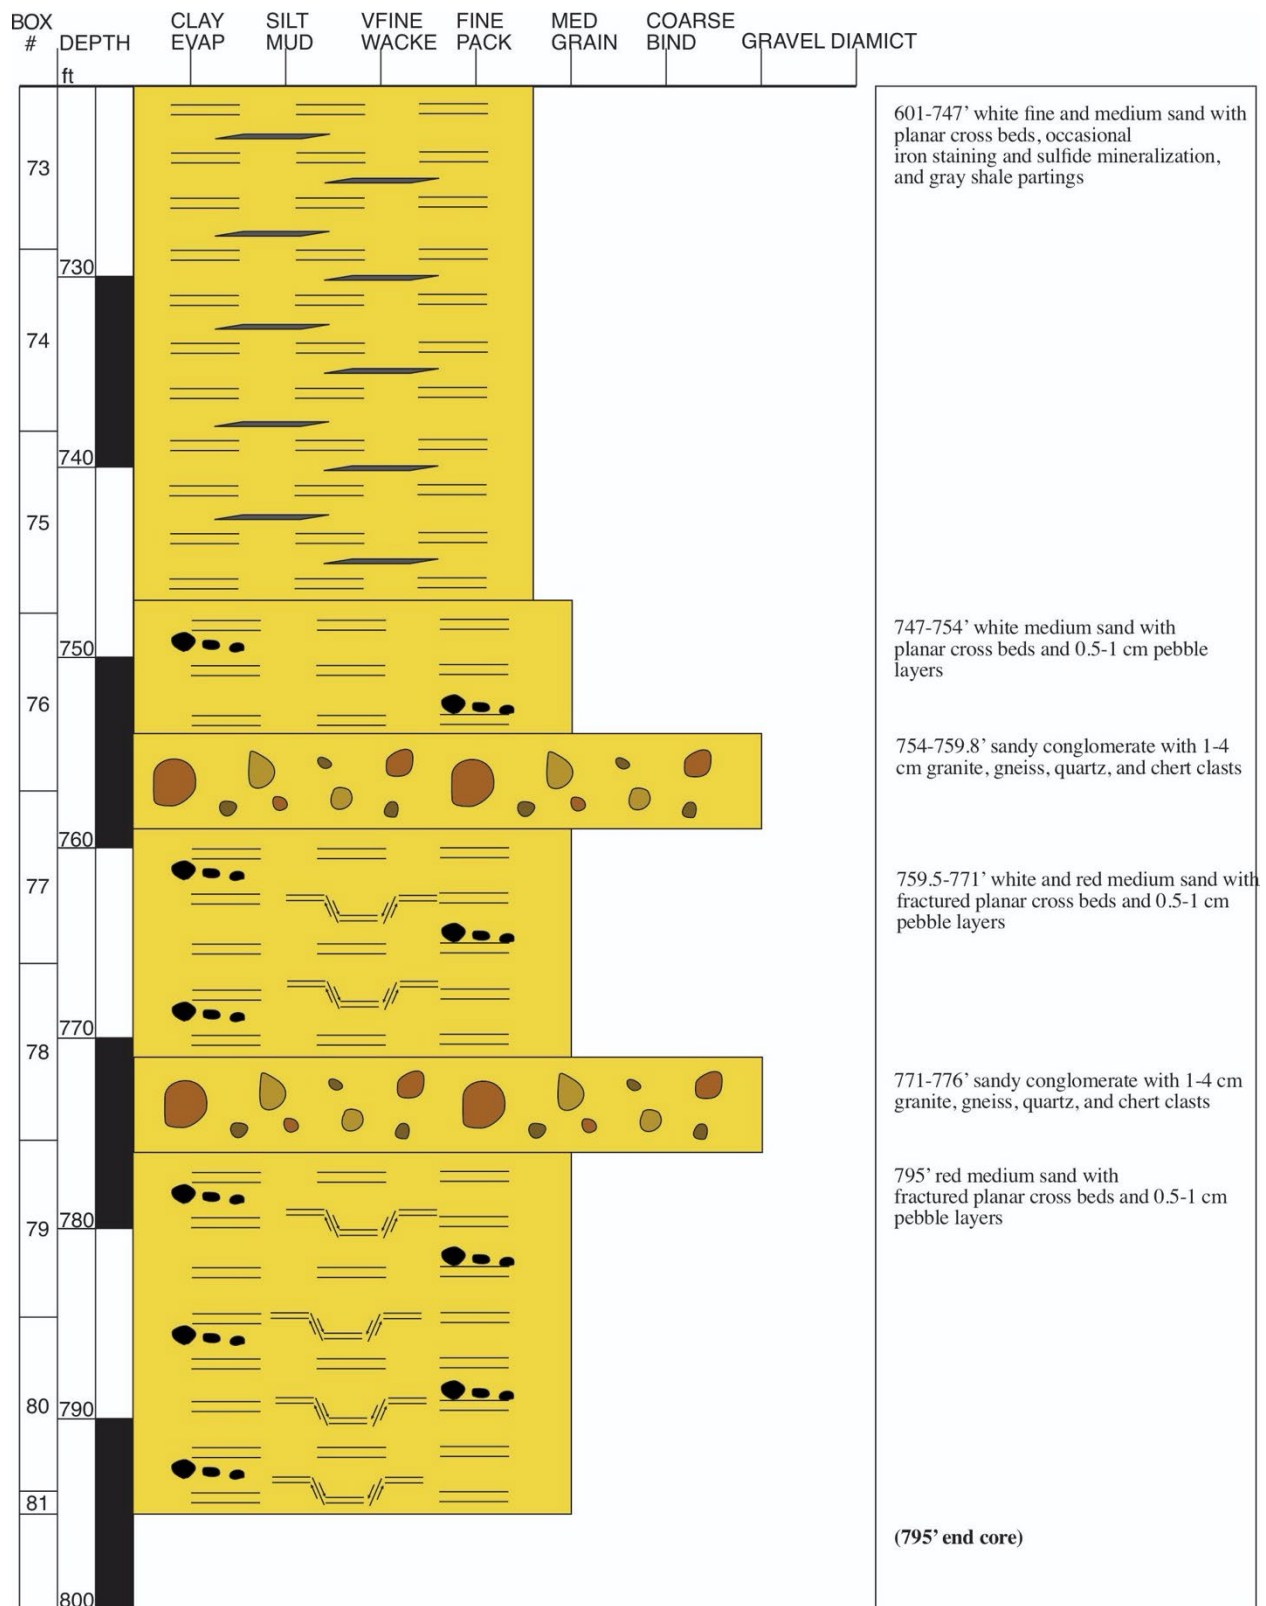 BOX
#
DEPTH
CLAY
EVAP
SILT
MUD
VFINE
WACKE
FINE
PACK
MED
GRAIN
COARSE
BIND
GRAVEL DIAMICT
ft
601-747’ white fine and medium sand with
planar cross beds, occasional
iron staining and sulfide mineralization,
and gray shale partings
73
730
74
740
75
750
747-754’ white medium sand with
planar cross beds and 0.5-1 cm pebble
layers
76
754-759.8’ sandy conglomerate with 1-4
cm granite, gneiss, quartz, and chert clasts
760
77
759.5-771’ white and red medium sand with
fractured planar cross beds and 0.5-1 cm
pebble layers
770
78
771-776’ sandy conglomerate with 1-4 cm
granite, gneiss, quartz, and chert clasts
795’ red medium sand with
fractured planar cross beds and 0.5-1 cm
pebble layers
79
780
80
790
81
(795’ end core)
800